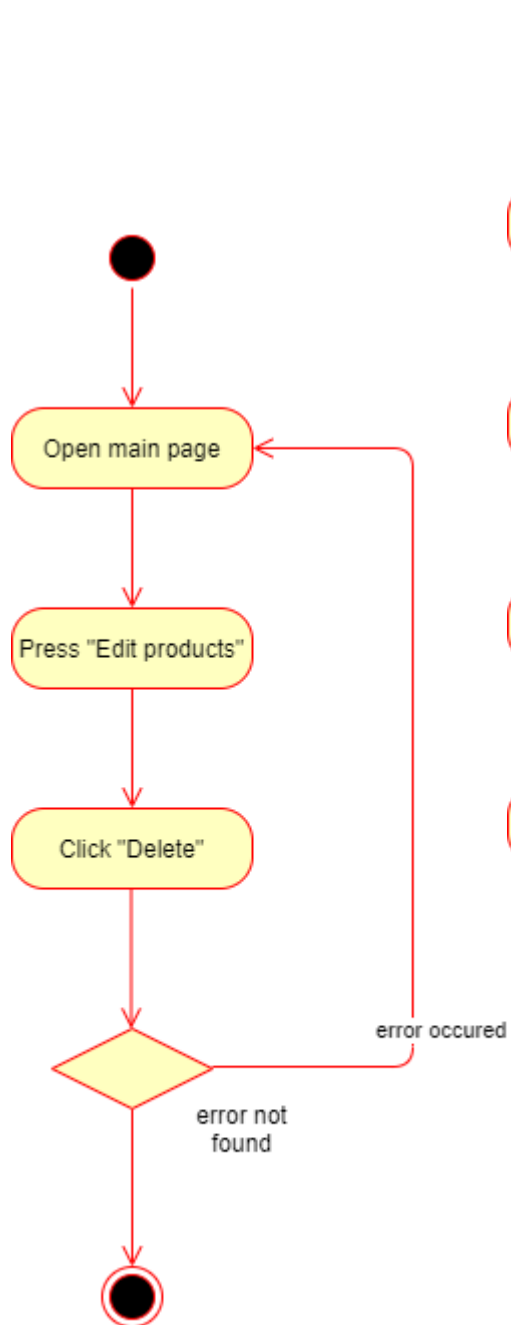 Open main page
Press "Edit products"
Click "Delete"
error occured
error not
found